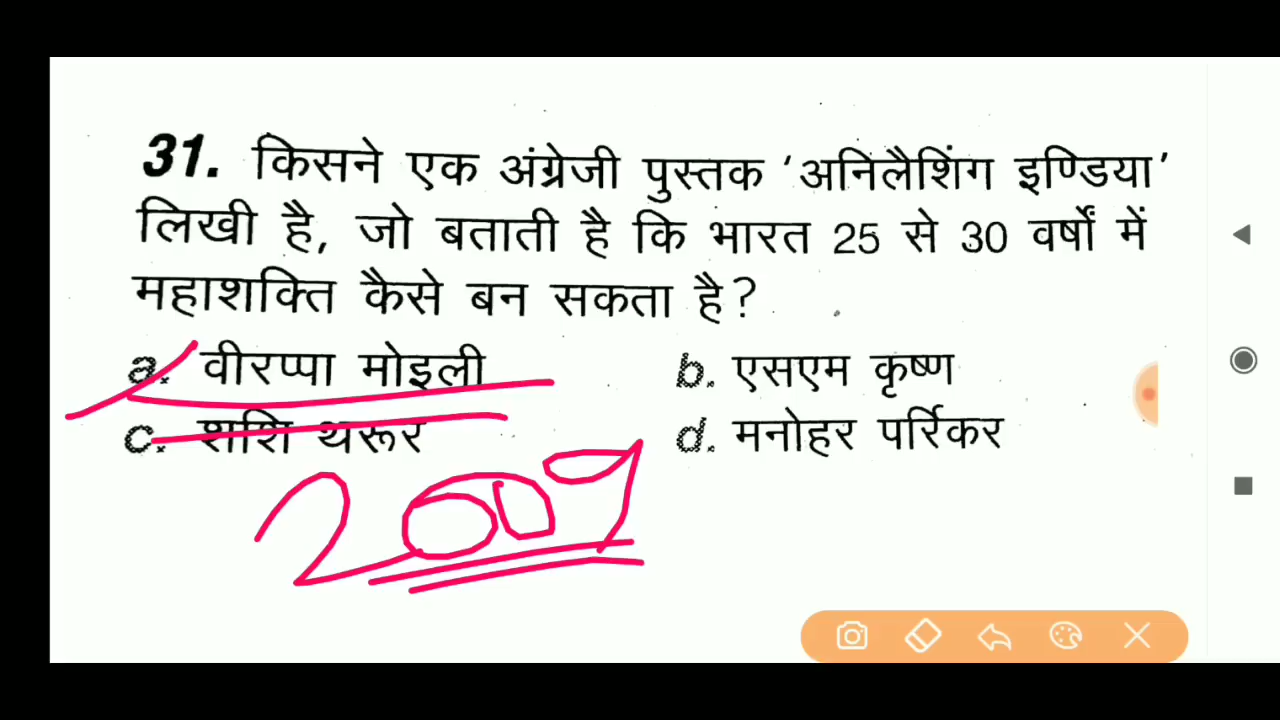 31. किसने एक अंग्रेजी पुस्तक ‘अनिलैशिंग इण्डिया’
लिखी है, जो बताती है कि भारत 25 से 30 वर्षों में
महाशक्ति कैसे बन सकता है?
a. वीरप्पा मोइली b. एसएम कृष्ण
c. शशि थरूर d. मनोहर पर्रिकर
2009